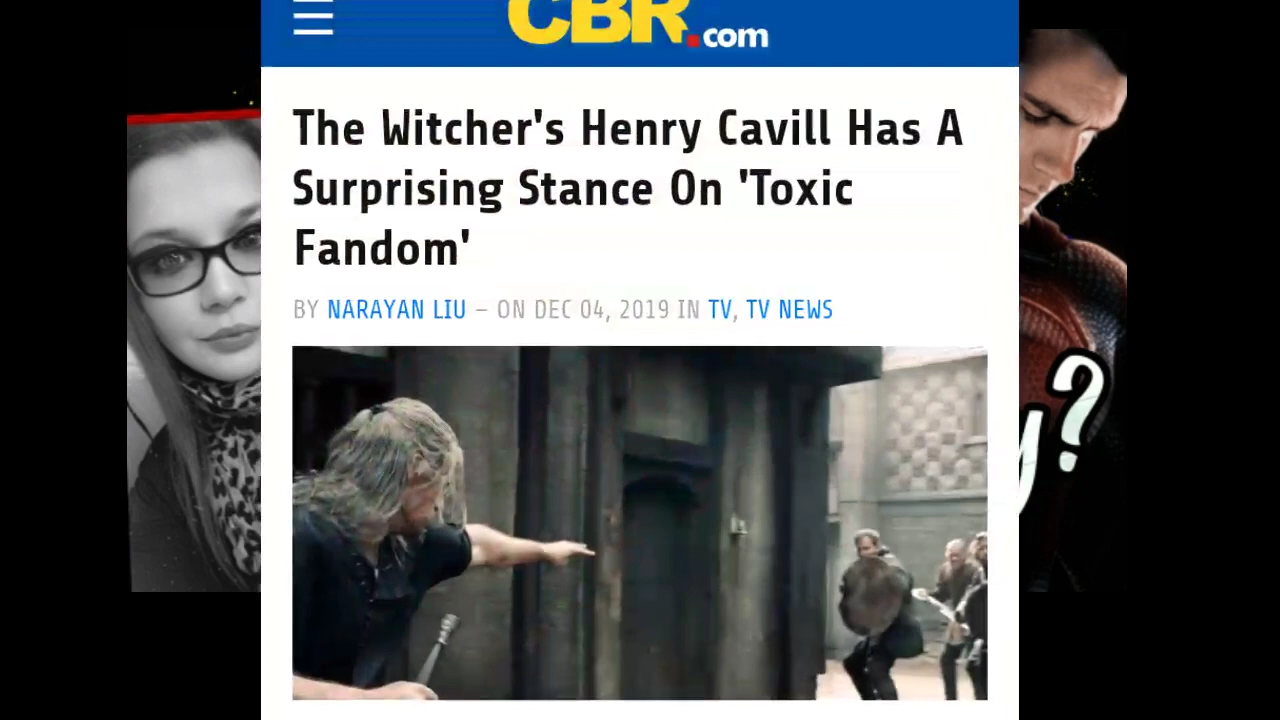 CBR.com
The Witcher's Henry Cavill Has A
Surprising Stance On 'Toxic
Fandom'
BY NARAYAN LIU – ON DEC 04, 2019 IN TV, TV NEWS
y?